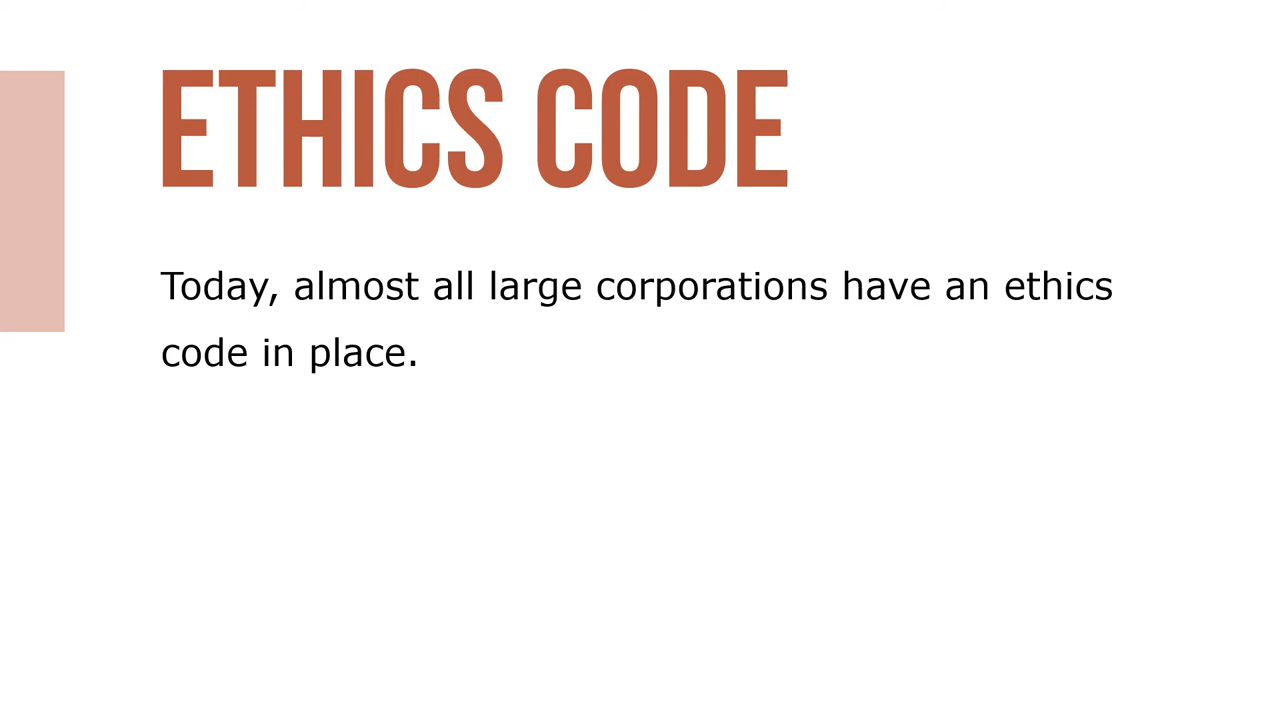 ETHICS CODE
Today, almost all large corporations have an ethics
code in place.